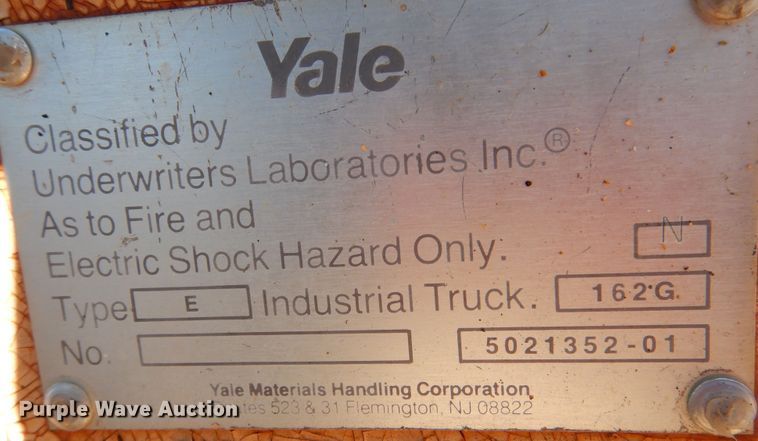 Yale
Classified by
Underwriters Laboratories Inc.®
As to Fire and
Electric Shock Hazard Only. N
Type E Industrial Truck. 162G
No. 5021352-01
Yale Materials Handling Corporation
523 & 31 Flemington, NJ 08822
Purple Wave Auction